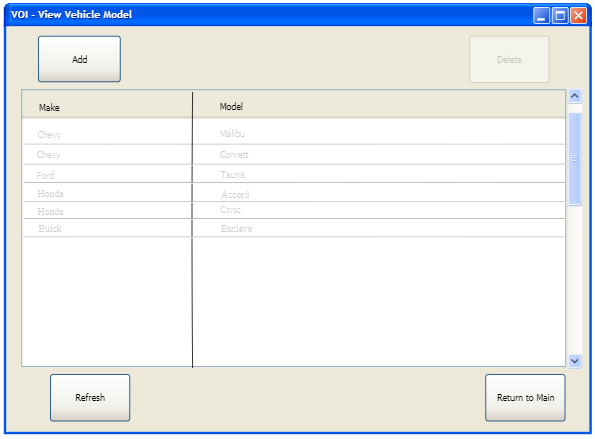 VOI - View Vehicle Model
Add Delete
Make Model
Chevy Malibu
Chevy Corvett
Ford Tauris
Honda Accord
Honda Civic
Buick Enclave
Refresh Return to Main